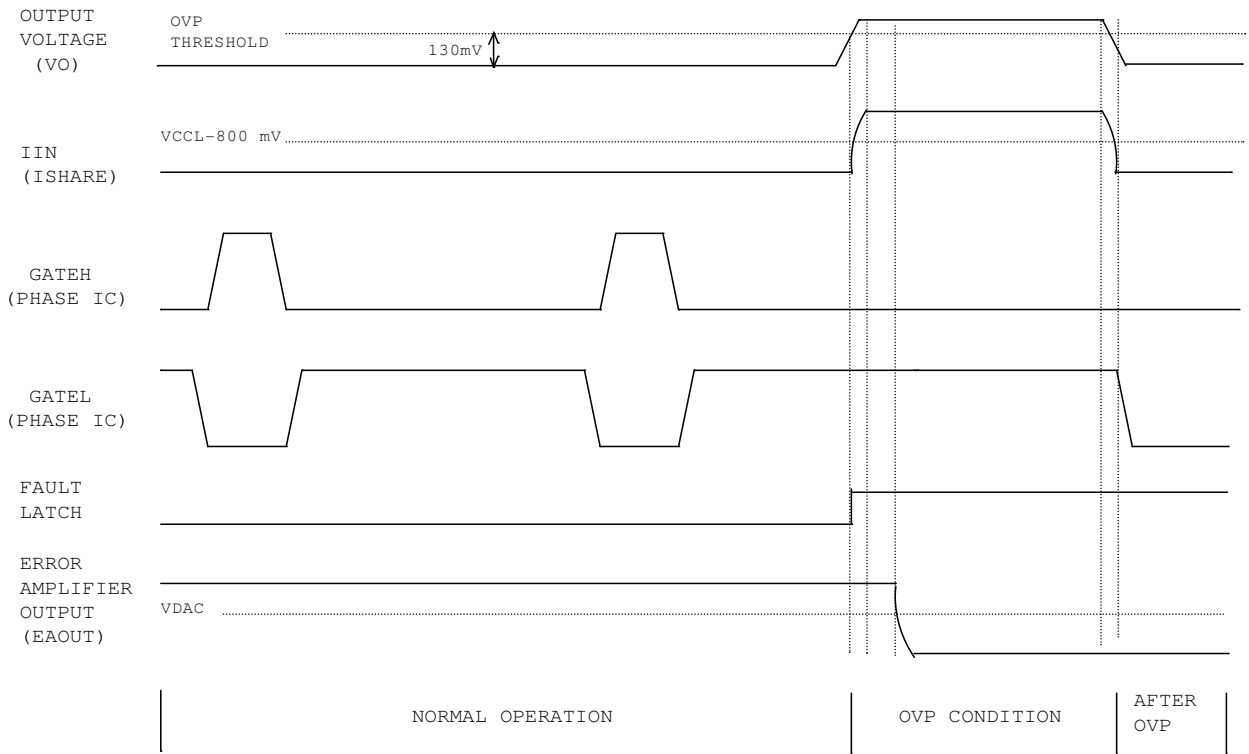 OUTPUT
VOLTAGE
(VO)
OVP
THRESHOLD
130mV
VCCL-800 mV
IIN
(ISHARE)
GATEH
(PHASE IC)
GATEL
(PHASE IC)
FAULT
LATCH
ERROR
AMPLIFIER
OUTPUT
(EAOUT)
VDAC
NORMAL OPERATION
OVP CONDITION
AFTER
OVP